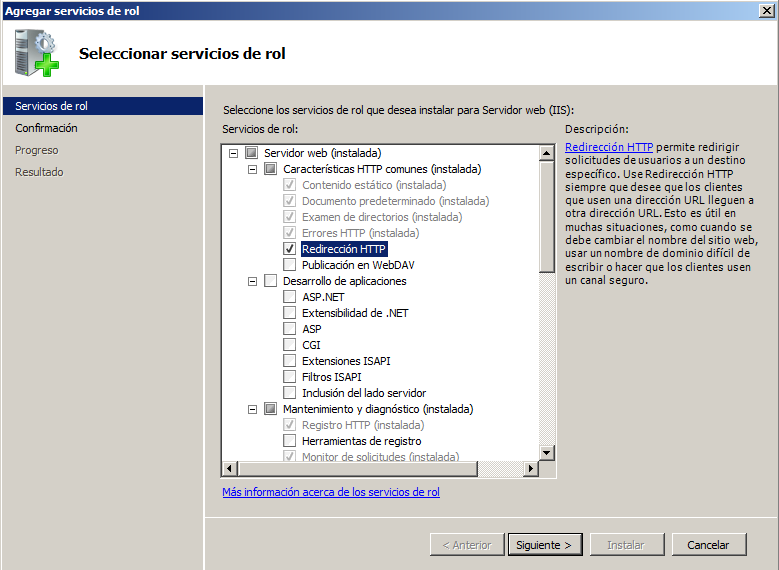 Agregar servicios de rol
Seleccionar servicios de rol
Servicios de rol
Confirmación
Progreso
Resultado
Seleccione los servicios de rol que desea instalar para Servidor web (IIS):
Servicios de rol:
Servidor web (instalada)
Características HTTP comunes (instalada)
Contenido estático (instalada)
Documento predeterminado (instalada)
Examen de directorios (instalada)
Errores HTTP (instalada)
Redirección HTTP
Publicación en WebDAV
Desarrollo de aplicaciones
ASP.NET
Extensibilidad de .NET
ASP
CGI
Extensiones ISAPI
Filtros ISAPI
Inclusión del lado servidor
Mantenimiento y diagnóstico (instalada)
Registro HTTP (instalada)
Herramientas de registro
Monitor de solicitudes (instalada)
Descripción:
Redirección HTTP permite redirigir
solicitudes de usuarios a un destino
específico. Use Redirección HTTP
siempre que desee que los clientes
que usen una dirección URL lleguen a
otra dirección URL. Esto es útil en
muchas situaciones, como cuando se
debe cambiar el nombre del sitio web,
usar un nombre de dominio difícil de
escribir o hacer que los clientes usen
un canal seguro.
Más información acerca de los servicios de rol
< Anterior
Siguiente >
Instalar
Cancelar